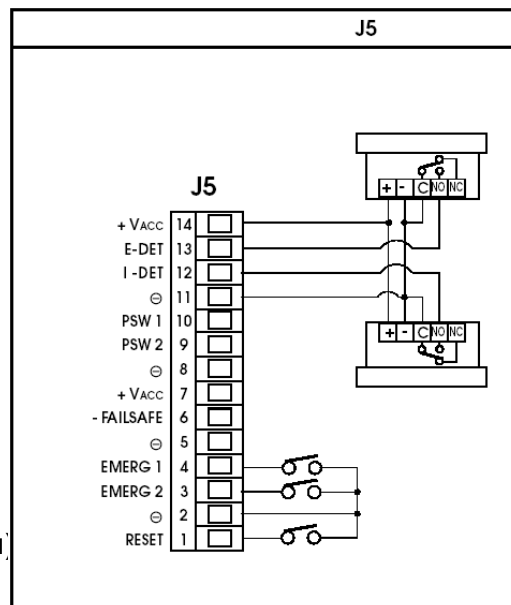 J5
+ - C NO NC
J5
+ VACC 14
E-DET 13
I -DET 12
⊖ 11
PSW 1 10
PSW 2 9
⊖ 8
+ VACC 7
- FAILSAFE 6
⊖ 5
EMERG 1 4
EMERG 2 3
⊖ 2
RESET 1
+ - C NO NC